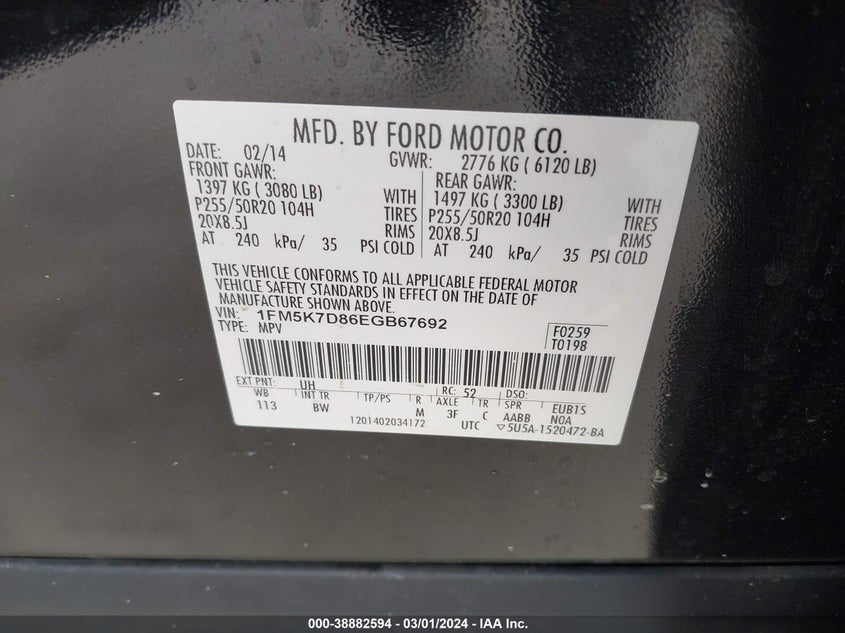 MFD. BY FORD MOTOR CO.
DATE: 02/14 GVWR: 2776 KG ( 6120 LB)
FRONT GAWR: REAR GAWR:
1397 KG ( 3080 LB) WITH 1497 KG ( 3300 LB) WITH
P255/50R20 104H TIRES P255/50R20 104H TIRES
20X8.5J RIMS 20X8.5J RIMS
AT 240 kPa/ 35 PSI COLD AT 240 kPa/ 35 PSI COLD
THIS VEHICLE CONFORMS TO ALL APPLICABLE FEDERAL MOTOR
VEHICLE SAFETY STANDARDS IN EFFECT ON THE DATE OF
MANUFACTURE SHOWN ABOVE.
VIN: 1FM5K7D86EGB67692 F0259
TYPE: MPV T0198
EXT PNT: UH RC: 52 DSO:
WB INT TR TP/PS R AXLE TR SPR EUB1S
113 BW M 3F C AABB N0A
1201402034172 UTC ▽5U5A-1520472-BA
000-38882594 - 03/01/2024 - IAA Inc.